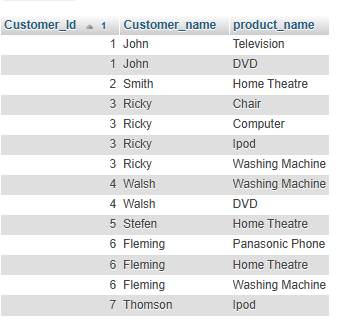 Customer_Id 1 Customer_name product_name
1 John Television
1 John DVD
2 Smith Home Theatre
3 Ricky Chair
3 Ricky Computer
3 Ricky Ipod
3 Ricky Washing Machine
4 Walsh Washing Machine
4 Walsh DVD
5 Stefen Home Theatre
6 Fleming Panasonic Phone
6 Fleming Home Theatre
6 Fleming Washing Machine
7 Thomson Ipod